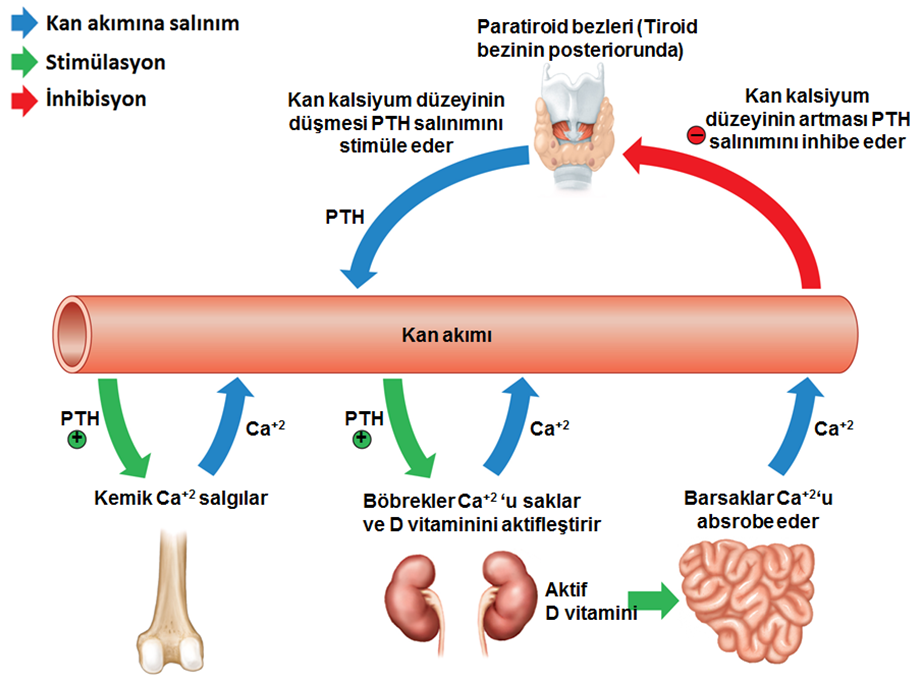 Kan akımına salınım
Stimülasyon
İnhibisyon
Paratiroid bezleri (Tiroid
bezinin posteriorunda)
Kan kalsiyum düzeyinin
düşmesi PTH salınımını
stimüle eder
Kan kalsiyum
düzeyinin artması PTH
salınımını inhibe eder
PTH
Kan akımı
PTH
Ca+2
PTH
Ca+2
Ca+2
Kemik Ca+2 salgılar
Böbrekler Ca+2 ‘u saklar
ve D vitaminini aktifleştirir
Barsaklar Ca+2‘u
absrobe eder
Aktif
D vitamini